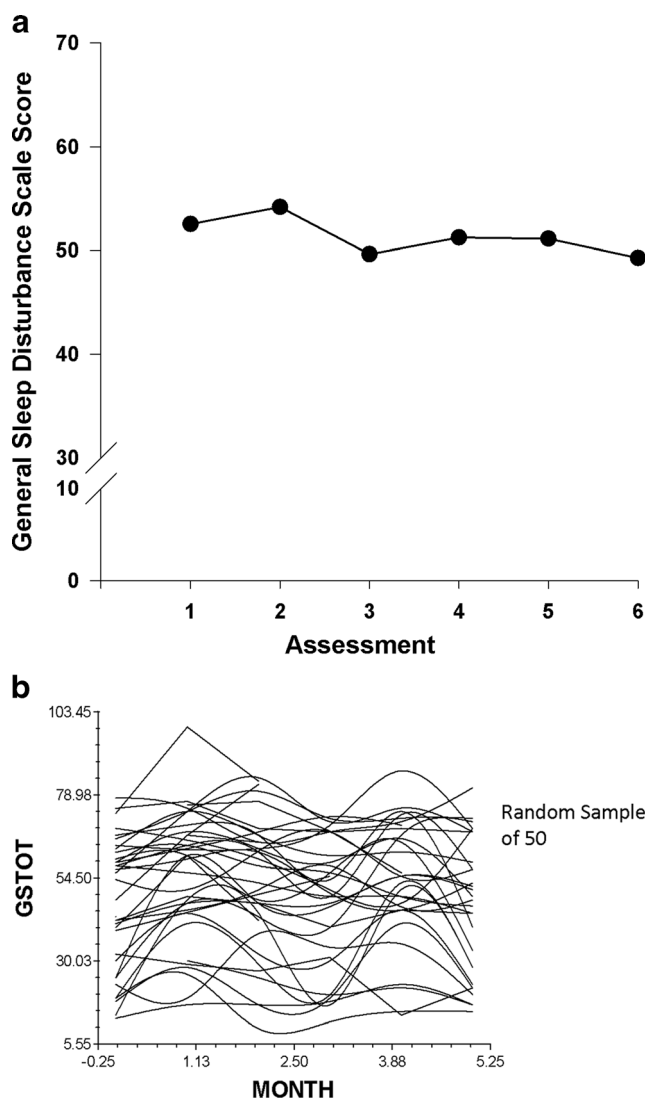 a
General Sleep Disturbance Scale Score
70
60
50
40
30
10
0
1 2 3 4 5 6
Assessment
b
GSTOT
103.45
78.98
54.50
30.03
5.55
-0.25 1.13 2.50 3.88 5.25
MONTH
Random Sample
of 50